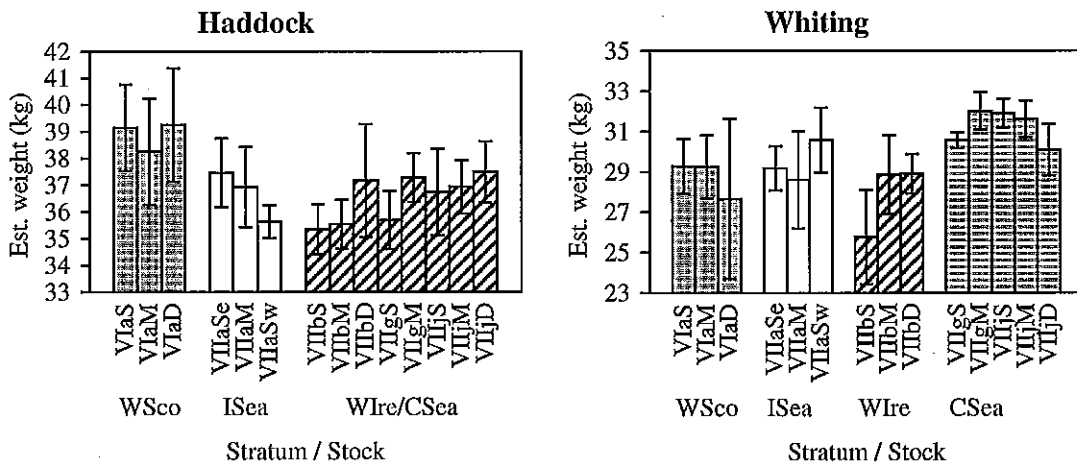 Haddock
Est. weight (kg)
42
41
40
39
38
37
36
35
34
33
VIaS
VIaM
VIaD
VIIaSe
VIIaM
VIIaSw
VIIbS
VIIbM
VIIbD
VIIgS
VIIgM
VIIjS
VIIjM
VIIjD
WSco
ISea
WIre/CSea
Stratum / Stock
Whiting
Est. weight (kg)
35
33
31
29
27
25
23
VIaS
VIaM
VIaD
VIIaSe
VIIaM
VIIaSw
VIIbS
VIIbM
VIIbD
VIIgS
VIIgM
VIIjS
VIIjM
VIIjD
WSco
ISea
WIre
CSea
Stratum / Stock